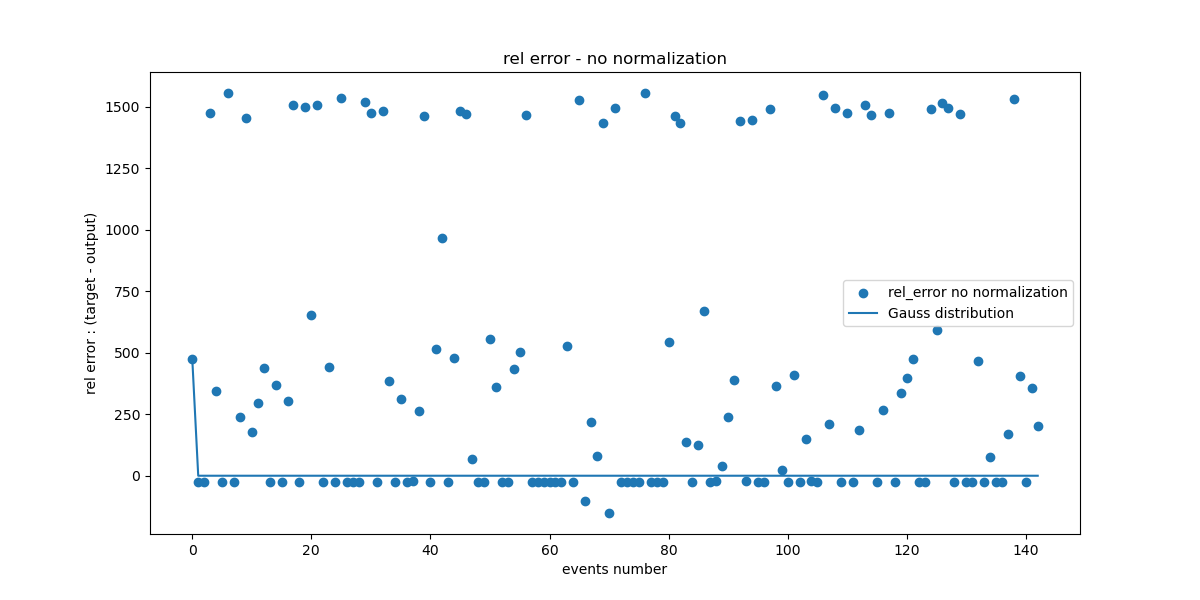 rel error - no normalization
rel error : (target - output)
1500
1250
1000
750
500
250
0
rel_error no normalization
Gauss distribution
0 20 40 60 80 100 120 140
events number